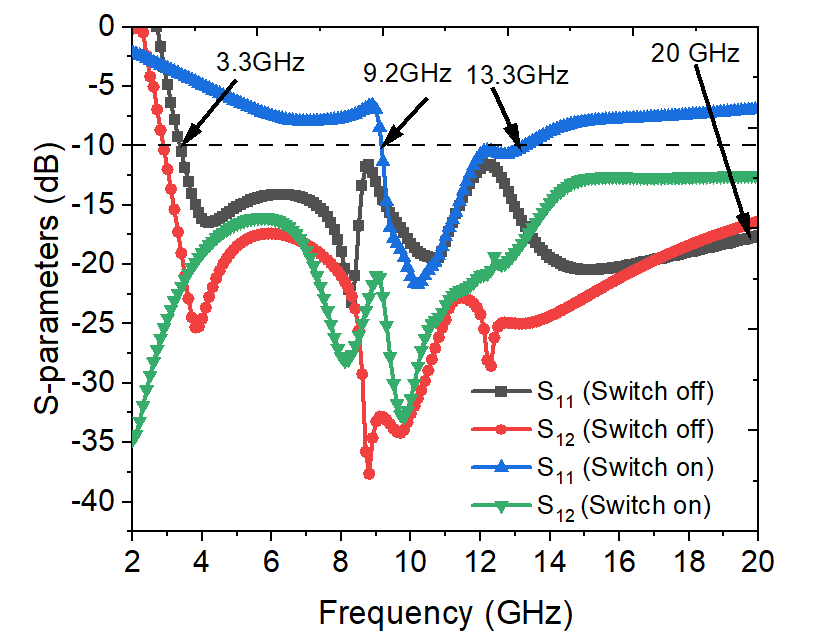 0
-5
-10
-15
-20
-25
-30
-35
-40
S-parameters (dB)
3.3GHz
9.2GHz
13.3GHz
20 GHz
S11 (Switch off)
S12 (Switch off)
S11 (Switch on)
S12 (Switch on)
2 4 6 8 10 12 14 16 18 20
Frequency (GHz)